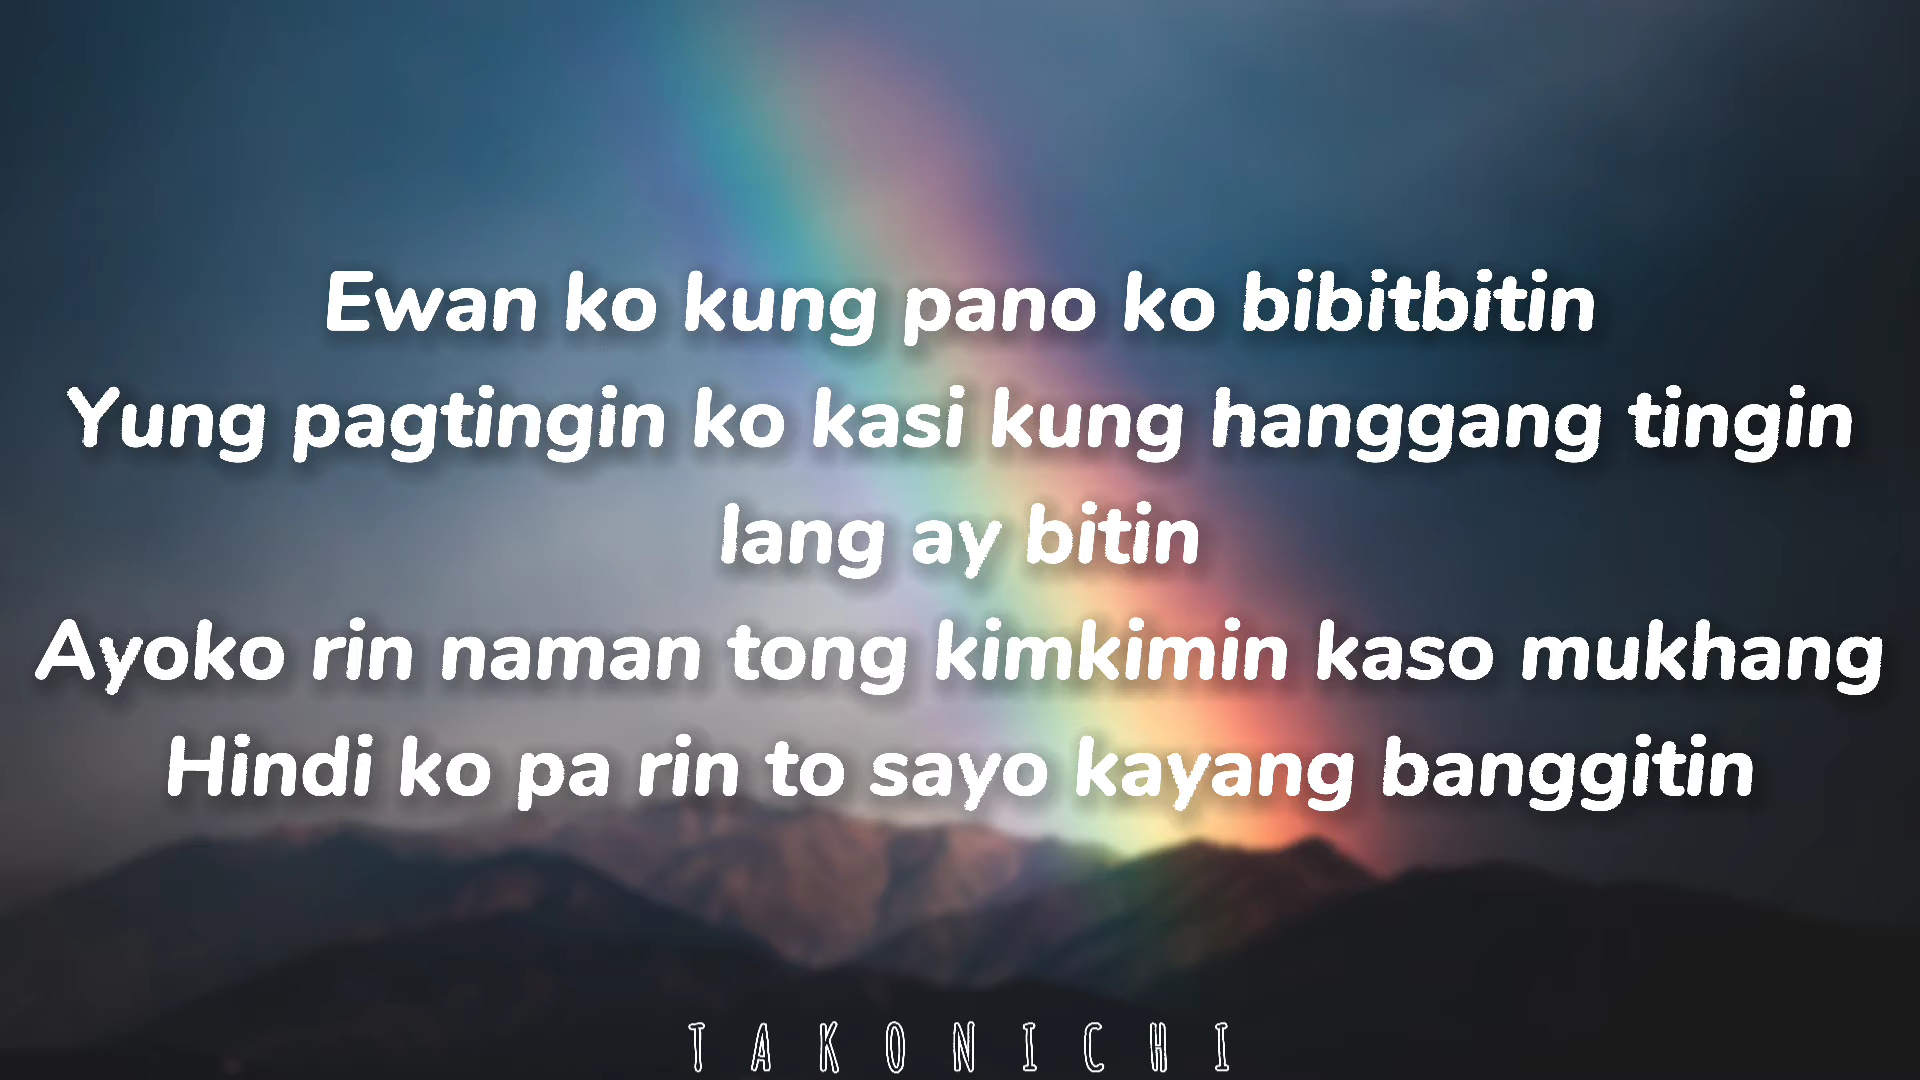 Ewan ko kung pano ko bibitbitin
Yung pagtingin ko kasi kung hanggang tingin
lang ay bitin
Ayoko rin naman tong kimkimin kaso mukhang
Hindi ko pa rin to sayo kayang banggitin
TAKONICHI